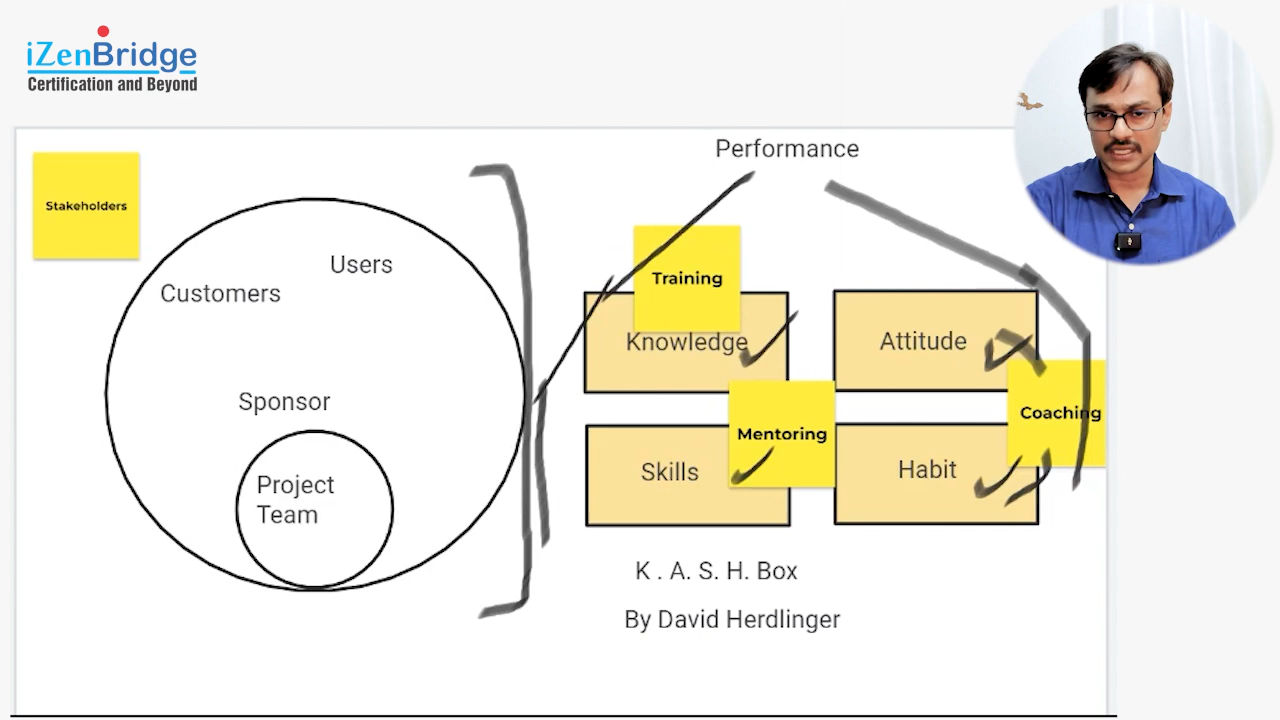 iZenBridge
Certification and Beyond
Stakeholders
Users
Customers
Sponsor
Project
Team
Performance
Training
Knowledge
Attitude
Mentoring
Coaching
Skills
Habit
K . A. S. H. Box
By David Herdlinger